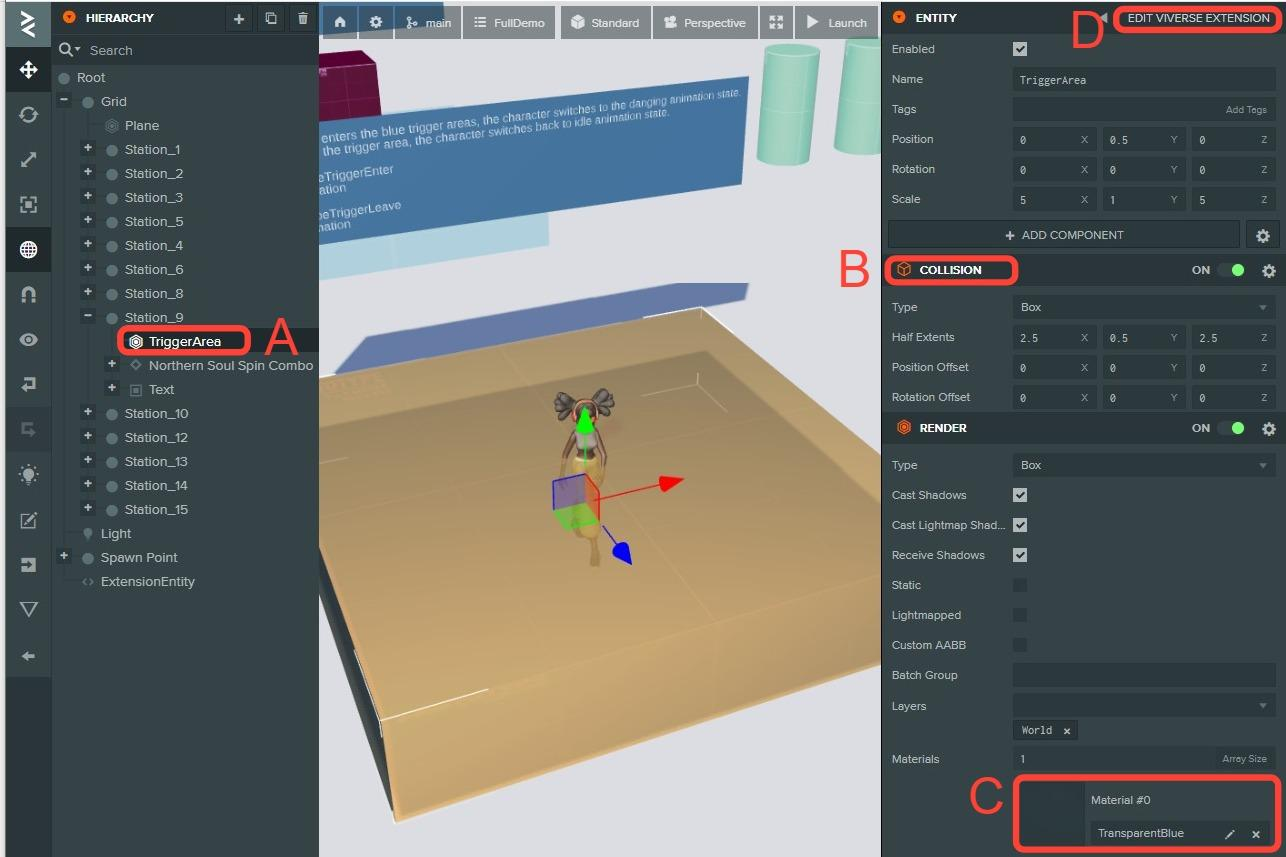 HIERARCHY
Search
Root
Grid
Plane
Station_1
Station_2
Station_3
Station_5
Station_4
Station_6
Station_8
Station_9
TriggerArea
A
Northern Soul Spin Combo
Text
Station_10
Station_12
Station_13
Station_14
Station_15
Light
Spawn Point
ExtensionEntity
main
FullDemo
Standard
Perspective
Launch
enters the blue trigger areas, the character switches to the danging animation state.
the trigger area, the character switches back to idle animation state.
eTriggerEnter
ation
eTriggerLeave
mation
ENTITY
D
EDIT VIVERSE EXTENSION
Enabled
Name TriggerArea
Tags Add Tags
Position 0 X 0.5 Y 0 Z
Rotation 0 X 0 Y 0 Z
Scale 5 X 1 Y 5 Z
ADD COMPONENT
B
COLLISION ON
Type Box
Half Extents 2.5 X 0.5 Y 2.5 Z
Position Offset 0 X 0 Y 0 Z
Rotation Offset 0 X 0 Y 0 Z
RENDER ON
Type Box
Cast Shadows
Cast Lightmap Shad...
Receive Shadows
Static
Lightmapped
Custom AABB
Batch Group
Layers
World
Materials 1 Array Size
C
Material #0
TransparentBlue